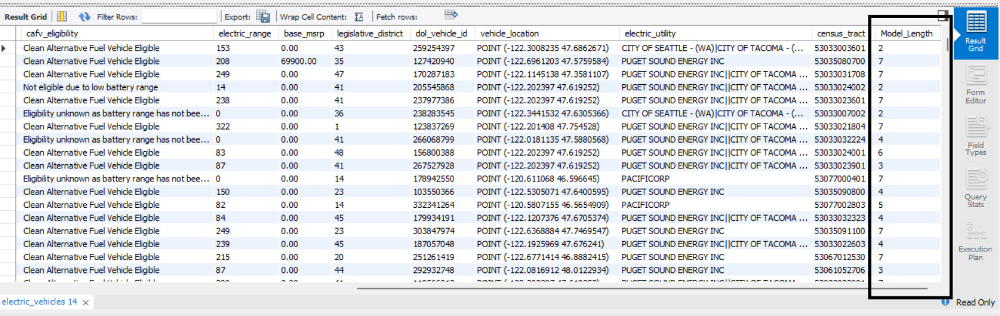 Result Grid Filter Rows: Export: Wrap Cell Content: Fetch rows:
cafv_eligibility electric_range base_msrp legislative_district dol_vehicle_id vehicle_location electric_utility census_tract Model_Length
Clean Alternative Fuel Vehicle Eligible 153 0.00 43 259254397 POINT (-122.3008235 47.6862671) CITY OF SEATTLE - (WA)|CITY OF TACOMA - (... 53033003601 2
Clean Alternative Fuel Vehicle Eligible 208 69900.00 35 127420940 POINT (-122.6961203 47.5759584) PUGET SOUND ENERGY INC 53035080700 7
Clean Alternative Fuel Vehicle Eligible 249 0.00 47 170287183 POINT (-122.1145138 47.3581107) PUGET SOUND ENERGY INC||CITY OF TACOMA ... 53033031708 7
Not eligible due to low battery range 14 0.00 41 205545868 POINT (-122.202397 47.619252) PUGET SOUND ENERGY INC||CITY OF TACOMA ... 53033024002 2
Clean Alternative Fuel Vehicle Eligible 238 0.00 41 237977386 POINT (-122.202397 47.619252) PUGET SOUND ENERGY INC||CITY OF TACOMA ... 53033023601 7
Eligibility unknown as battery range has not bee... 0 0.00 36 238283545 POINT (-122.3441532 47.6305366) CITY OF SEATTLE - (WA)|CITY OF TACOMA - (... 53033007002 2
Clean Alternative Fuel Vehicle Eligible 322 0.00 1 123837269 POINT (-122.201408 47.754528) PUGET SOUND ENERGY INC||CITY OF TACOMA ... 53033021804 7
Eligibility unknown as battery range has not bee... 0 0.00 41 266068799 POINT (-122.0181135 47.5880568) PUGET SOUND ENERGY INC||CITY OF TACOMA ... 53033032224 4
Clean Alternative Fuel Vehicle Eligible 83 0.00 48 156800388 POINT (-122.202397 47.619252) PUGET SOUND ENERGY INC||CITY OF TACOMA ... 53033024001 6
Clean Alternative Fuel Vehicle Eligible 87 0.00 41 267527928 POINT (-122.202397 47.619252) PUGET SOUND ENERGY INC||CITY OF TACOMA ... 53033023901 3
Eligibility unknown as battery range has not bee... 0 0.00 14 178942550 POINT (-120.611068 46.596645) PACIFICORP 53077000401 7
Clean Alternative Fuel Vehicle Eligible 150 0.00 23 103550366 POINT (-122.5305071 47.6400595) PUGET SOUND ENERGY INC 53035090800 4
Clean Alternative Fuel Vehicle Eligible 82 0.00 14 332341264 POINT (-120.5807155 46.5654909) PACIFICORP 53077002803 5
Clean Alternative Fuel Vehicle Eligible 84 0.00 45 179934191 POINT (-122.1207376 47.6705374) PUGET SOUND ENERGY INC||CITY OF TACOMA ... 53033032323 4
Clean Alternative Fuel Vehicle Eligible 249 0.00 23 303847974 POINT (-122.6368884 47.7469547) PUGET SOUND ENERGY INC 53035091100 7
Clean Alternative Fuel Vehicle Eligible 239 0.00 45 187057048 POINT (-122.1925969 47.676241) PUGET SOUND ENERGY INC||CITY OF TACOMA ... 53033022603 4
Clean Alternative Fuel Vehicle Eligible 215 0.00 20 251261419 POINT (-122.6771414 46.8882415) PUGET SOUND ENERGY INC 53067012530 7
Clean Alternative Fuel Vehicle Eligible 87 0.00 44 292932748 POINT (-122.0816912 48.0122934) PUGET SOUND ENERGY INC 53061052706 3
Result
Grid
Form
Editor
Field
Types
Query
Stats
Execution
Plan
electric_vehicles 14
Read Only